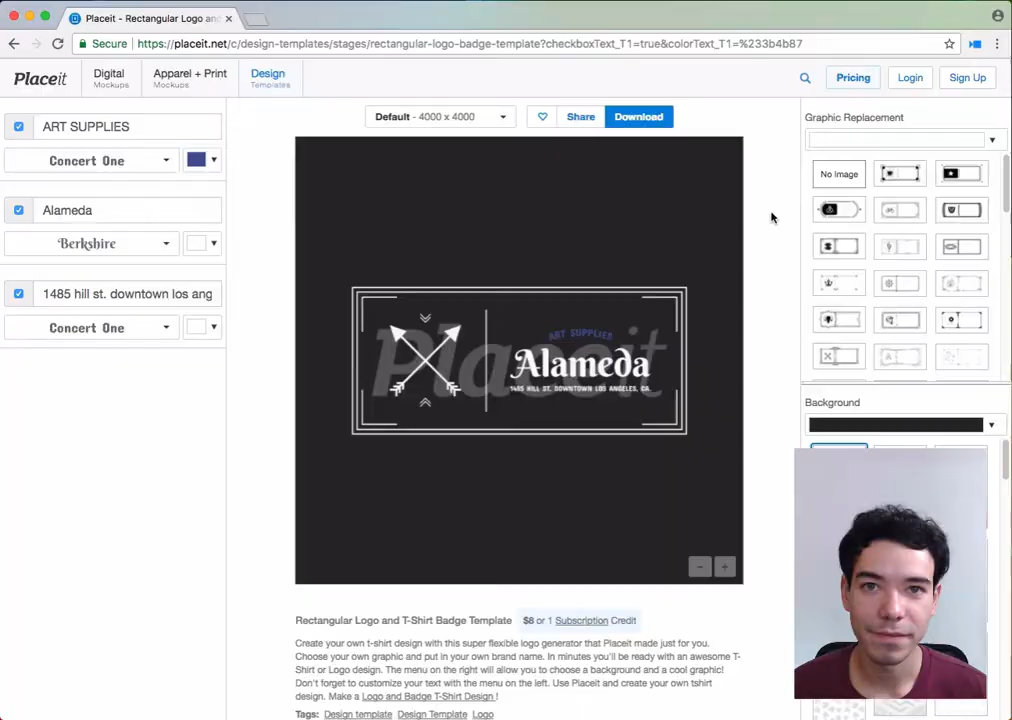 Placeit - Rectangular Logo and
Secure
https://placeit.net/c/design-templates/stages/rectangular-logo-badge-template?checkboxText_T1=true&colorText_T1=%233b4b87
Placeit
Digital
Mockups
Apparel + Print
Mockups
Design
Templates
Pricing
Login
Sign Up
ART SUPPLIES
Concert One
Alameda
Berkshire
1485 hill st. downtown los ang
Concert One
Default - 4000 x 4000
Share
Download
Placeit
ART SUPPLIES
Alameda
1485 HILL ST. DOWNTOWN LOS ANGELES, CA.
Graphic Replacement
No Image
Background
Rectangular Logo and T-Shirt Badge Template
$8 or 1 Subscription Credit
Create your own t-shirt design with this super flexible logo generator that Placeit made just for you.
Choose your own graphic and put in your own brand name. In minutes you'll be ready with an awesome T-
Shirt or Logo design. The menu on the right will allow you to choose a background and a cool graphic!
Don't forget to customize your text with the menu on the left. Use Placeit and create your own tshirt
design. Make a Logo and Badge T-Shirt Design !
Tags: Design template Design Template Logo